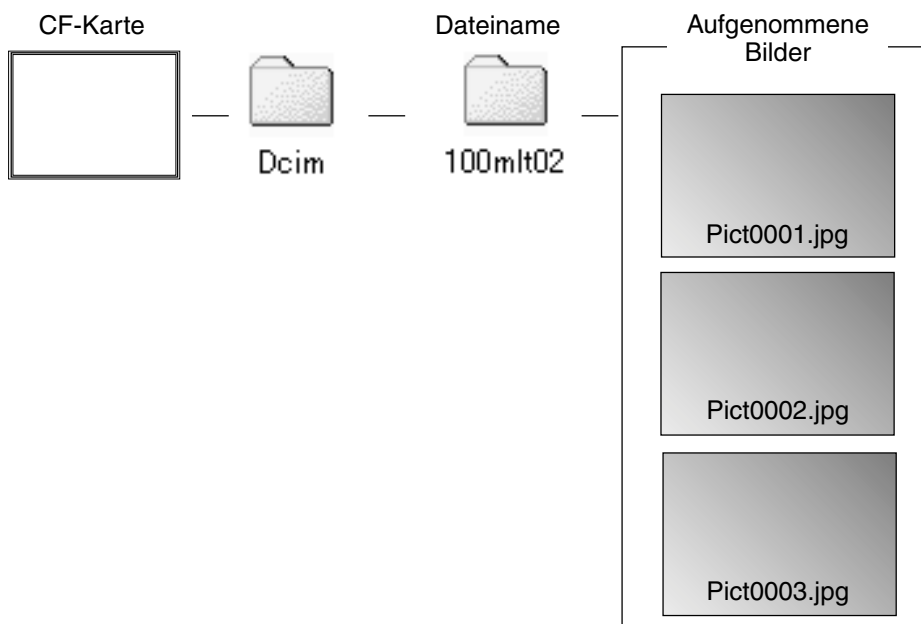 CF-Karte
Dateiname
Aufgenommene
Bilder
Dcim
100mlt02
Pict0001.jpg
Pict0002.jpg
Pict0003.jpg